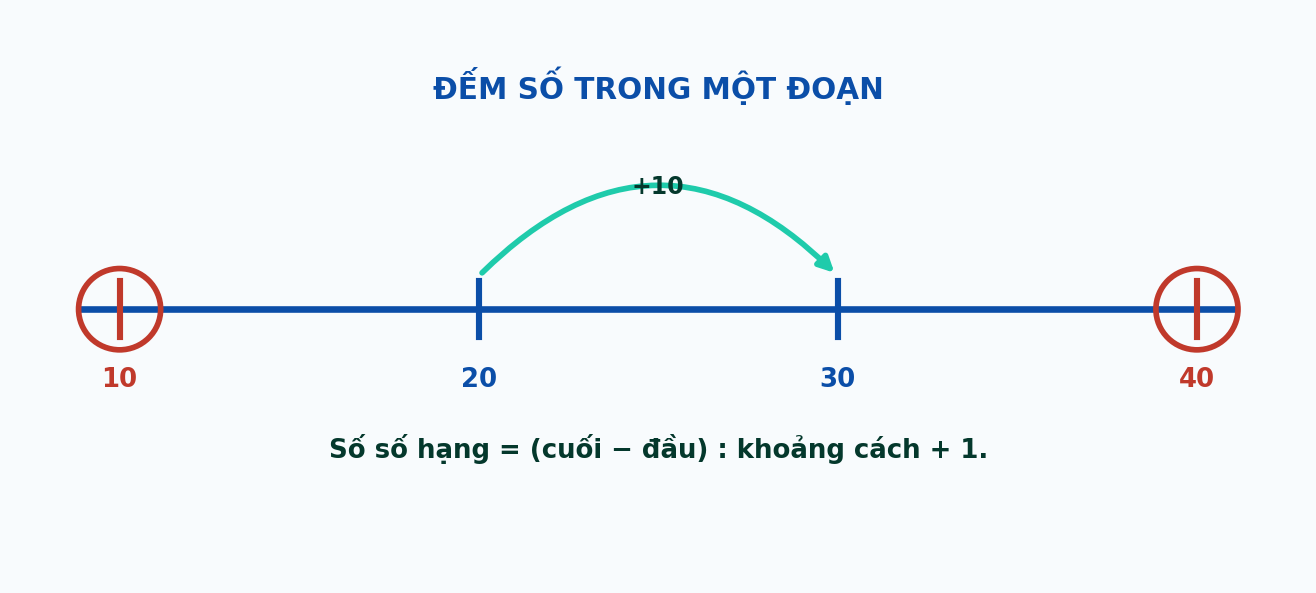 ĐẾM SỐ TRONG MỘT ĐOẠN
+10
10 20 30 40
Số số hạng = (cuối − đầu) : khoảng cách + 1.